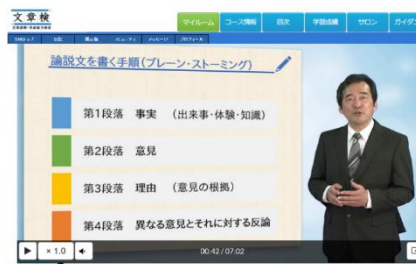 文章検
マイルーム コース情報 目次 学習成績 サロン ガイダンス
論説文を書く手順(ブレーン・ストーミング)
第1段落 事実 (出来事・体験・知識)
第2段落 意見
第3段落 理由 (意見の根拠)
第4段落 異なる意見とそれに対する反論
× 1.0
00:42/07:02